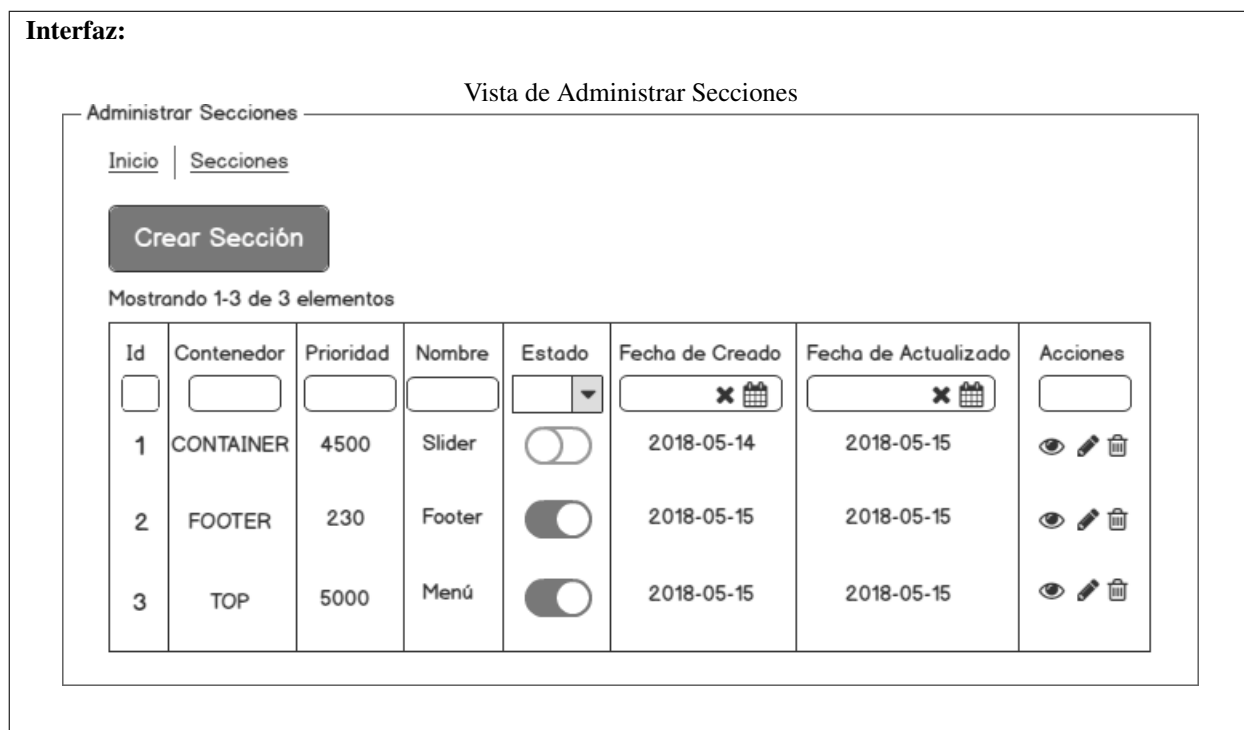 Interfaz:
Vista de Administrar Secciones
Administrar Secciones
Inicio Secciones
Crear Sección
Mostrando 1-3 de 3 elementos
Id Contenedor Prioridad Nombre Estado Fecha de Creado Fecha de Actualizado Acciones
1 CONTAINER 4500 Slider 2018-05-14 2018-05-15
2 FOOTER 230 Footer 2018-05-15 2018-05-15
3 TOP 5000 Menú 2018-05-15 2018-05-15